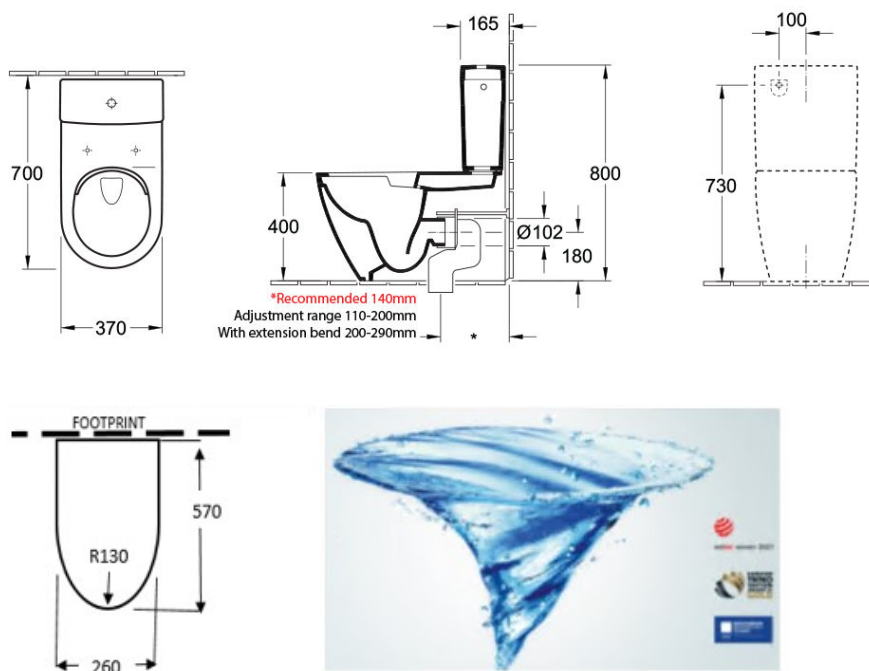 165
100
700
400
800
730
Ø102
180
*Recommended 140mm
Adjustment range 110-200mm
With extension bend 200-290mm
*
370
FOOTPRINT
570
R130
260